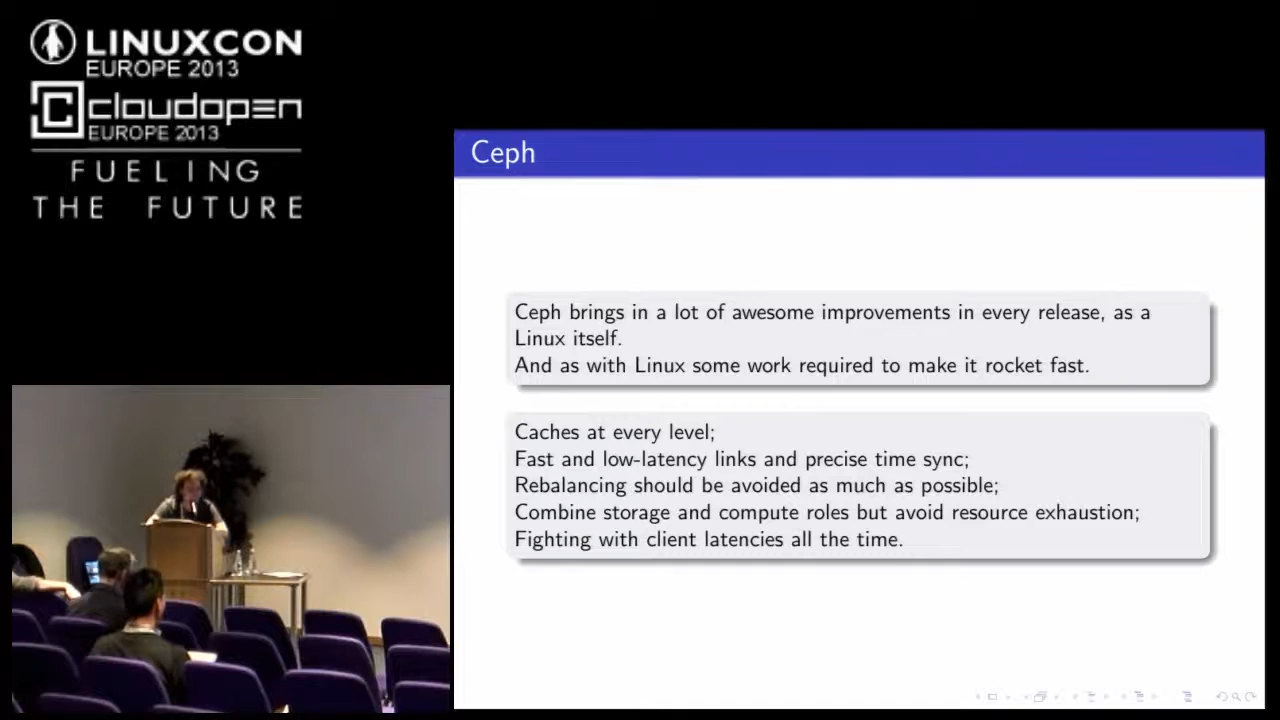 LINUXCON
EUROPE 2013
cloudopen
EUROPE 2013
FUELING
THE FUTURE
Ceph
Ceph brings in a lot of awesome improvements in every release, as a
Linux itself.
And as with Linux some work required to make it rocket fast.
Caches at every level;
Fast and low-latency links and precise time sync;
Rebalancing should be avoided as much as possible;
Combine storage and compute roles but avoid resource exhaustion;
Fighting with client latencies all the time.